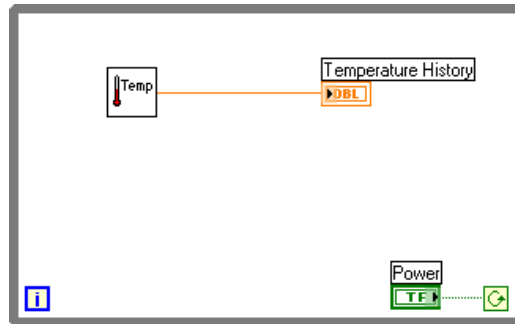 Temperature History
Temp
DBL
Power
TF
i